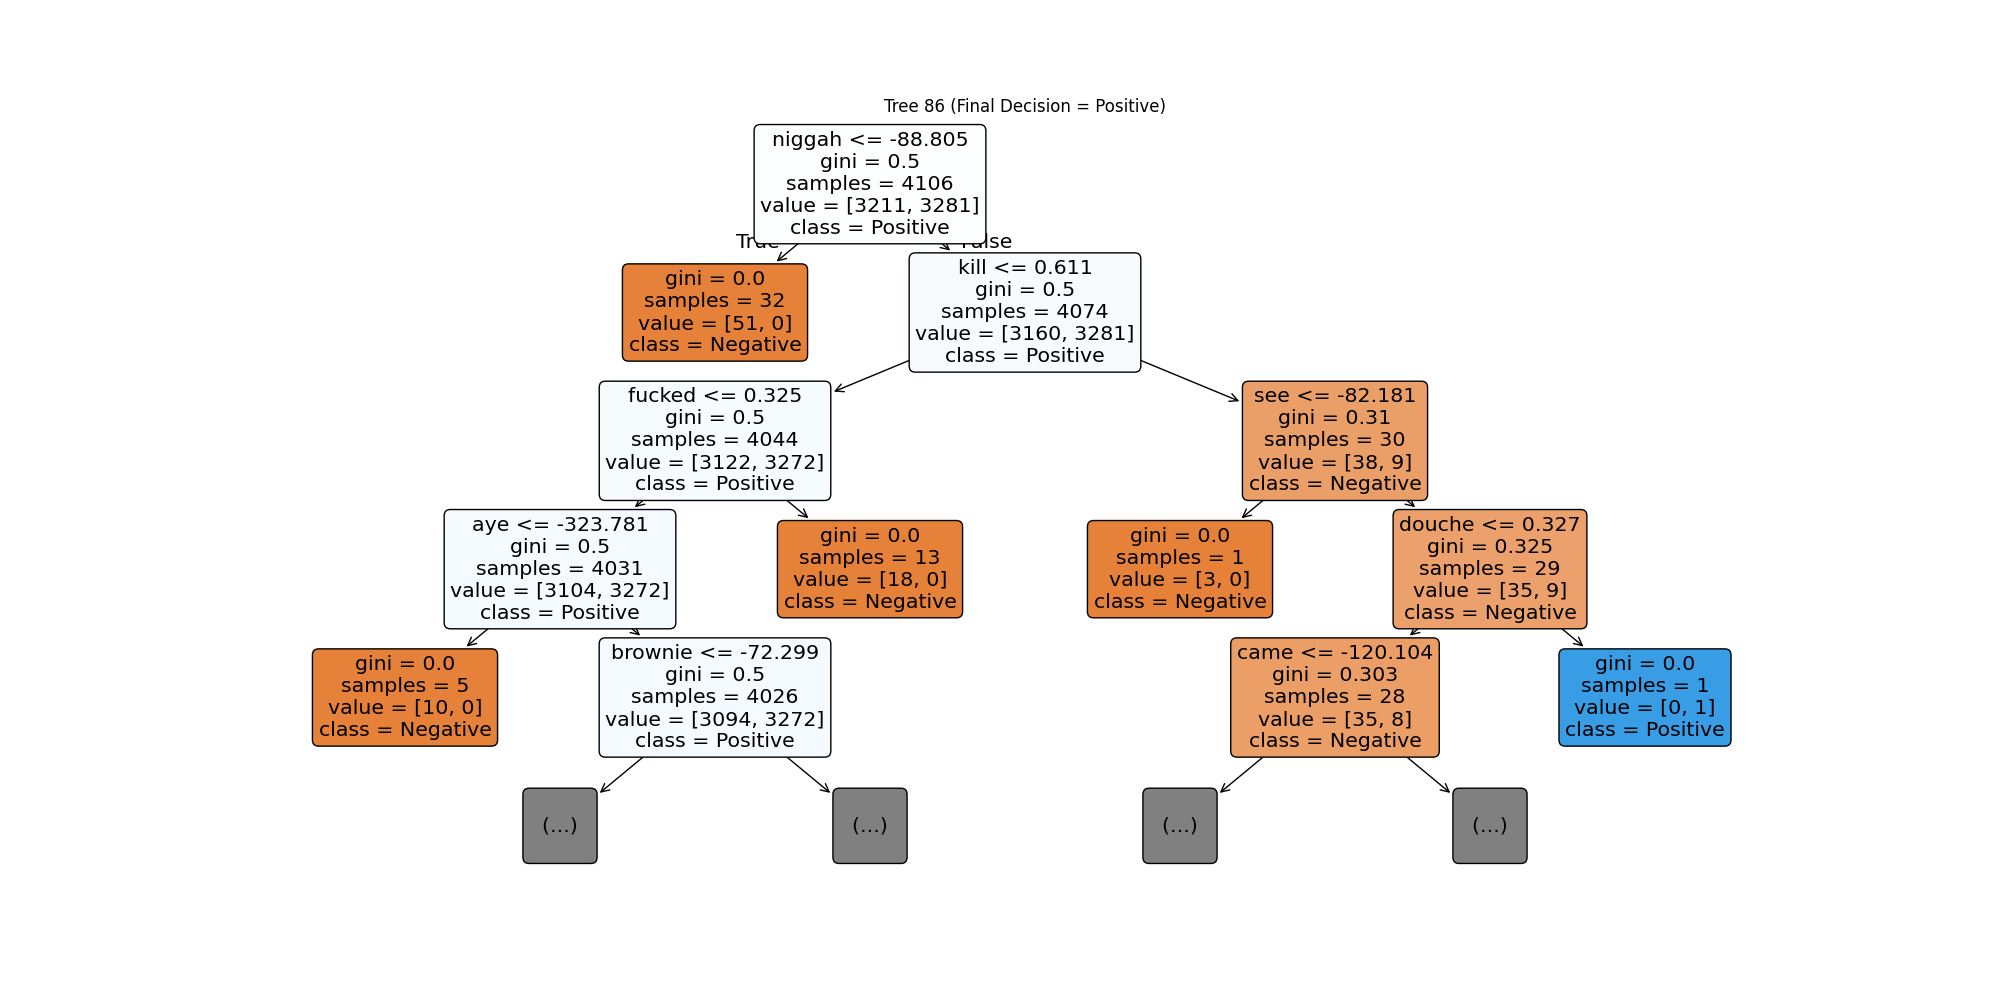 Tree 86 (Final Decision = Positive)
niggah <= -88.805
gini = 0.5
samples = 4106
value = [3211, 3281]
class = Positive
True
False
gini = 0.0
samples = 32
value = [51, 0]
class = Negative
kill <= 0.611
gini = 0.5
samples = 4074
value = [3160, 3281]
class = Positive
fucked <= 0.325
gini = 0.5
samples = 4044
value = [3122, 3272]
class = Positive
see <= -82.181
gini = 0.31
samples = 30
value = [38, 9]
class = Negative
aye <= -323.781
gini = 0.5
samples = 4031
value = [3104, 3272]
class = Positive
gini = 0.0
samples = 13
value = [18, 0]
class = Negative
gini = 0.0
samples = 1
value = [3, 0]
class = Negative
douche <= 0.327
gini = 0.325
samples = 29
value = [35, 9]
class = Negative
gini = 0.0
samples = 5
value = [10, 0]
class = Negative
brownie <= -72.299
gini = 0.5
samples = 4026
value = [3094, 3272]
class = Positive
came <= -120.104
gini = 0.303
samples = 28
value = [35, 8]
class = Negative
gini = 0.0
samples = 1
value = [0, 1]
class = Positive
(...)
(...)
(...)
(...)